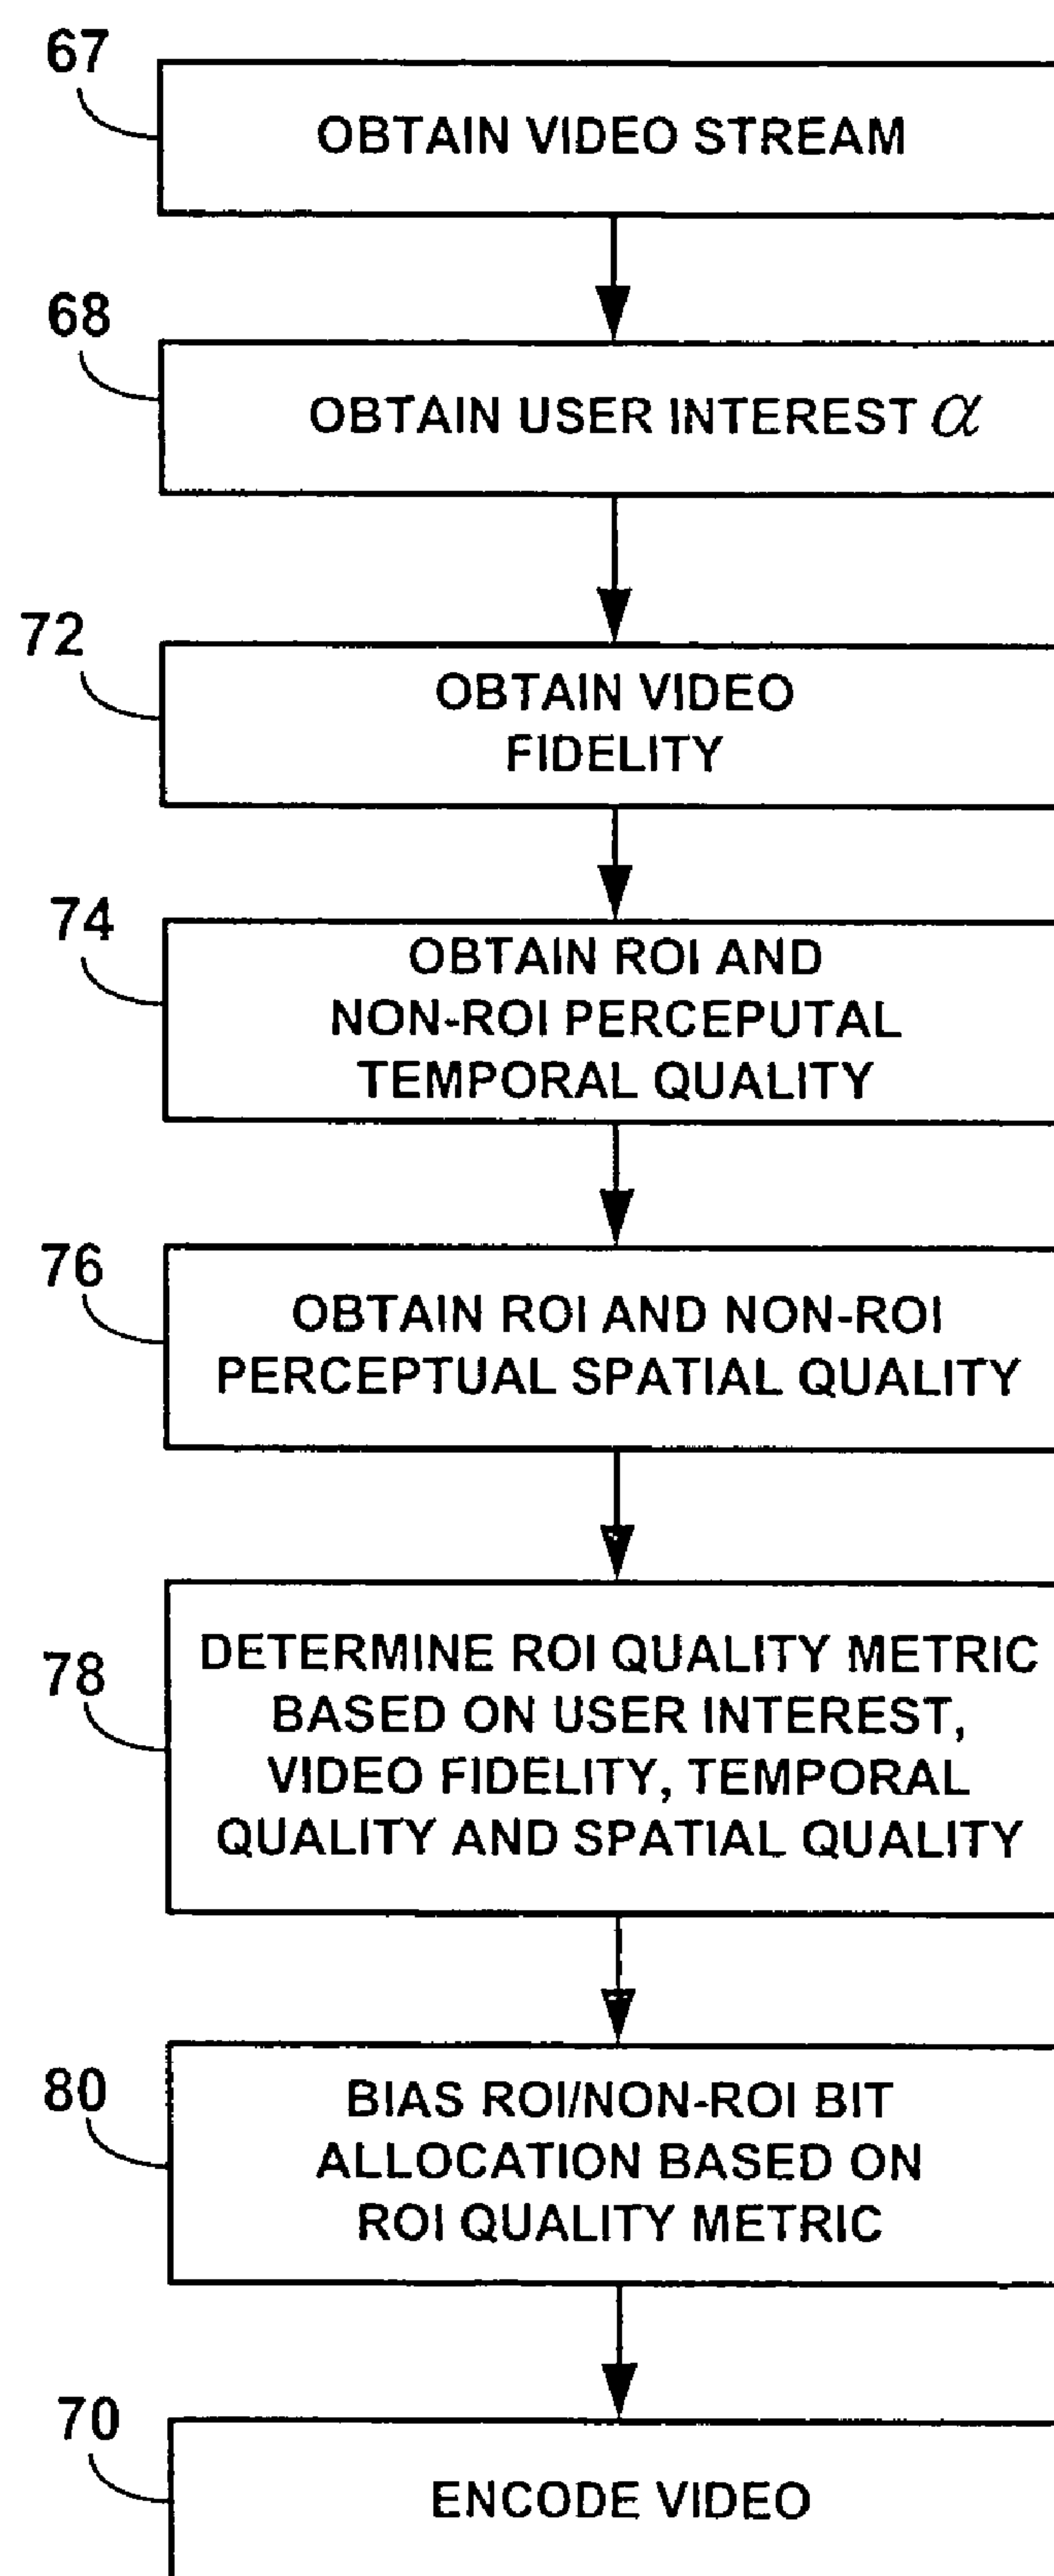 67
OBTAIN VIDEO STREAM
68
OBTAIN USER INTEREST α
72
OBTAIN VIDEO
FIDELITY
74
OBTAIN ROI AND
NON-ROI PERCEPUTAL
TEMPORAL QUALITY
76
OBTAIN ROI AND NON-ROI
PERCEPTUAL SPATIAL QUALITY
78
DETERMINE ROI QUALITY METRIC
BASED ON USER INTEREST,
VIDEO FIDELITY, TEMPORAL
QUALITY AND SPATIAL QUALITY
80
BIAS ROI/NON-ROI BIT
ALLOCATION BASED ON
ROI QUALITY METRIC
70
ENCODE VIDEO